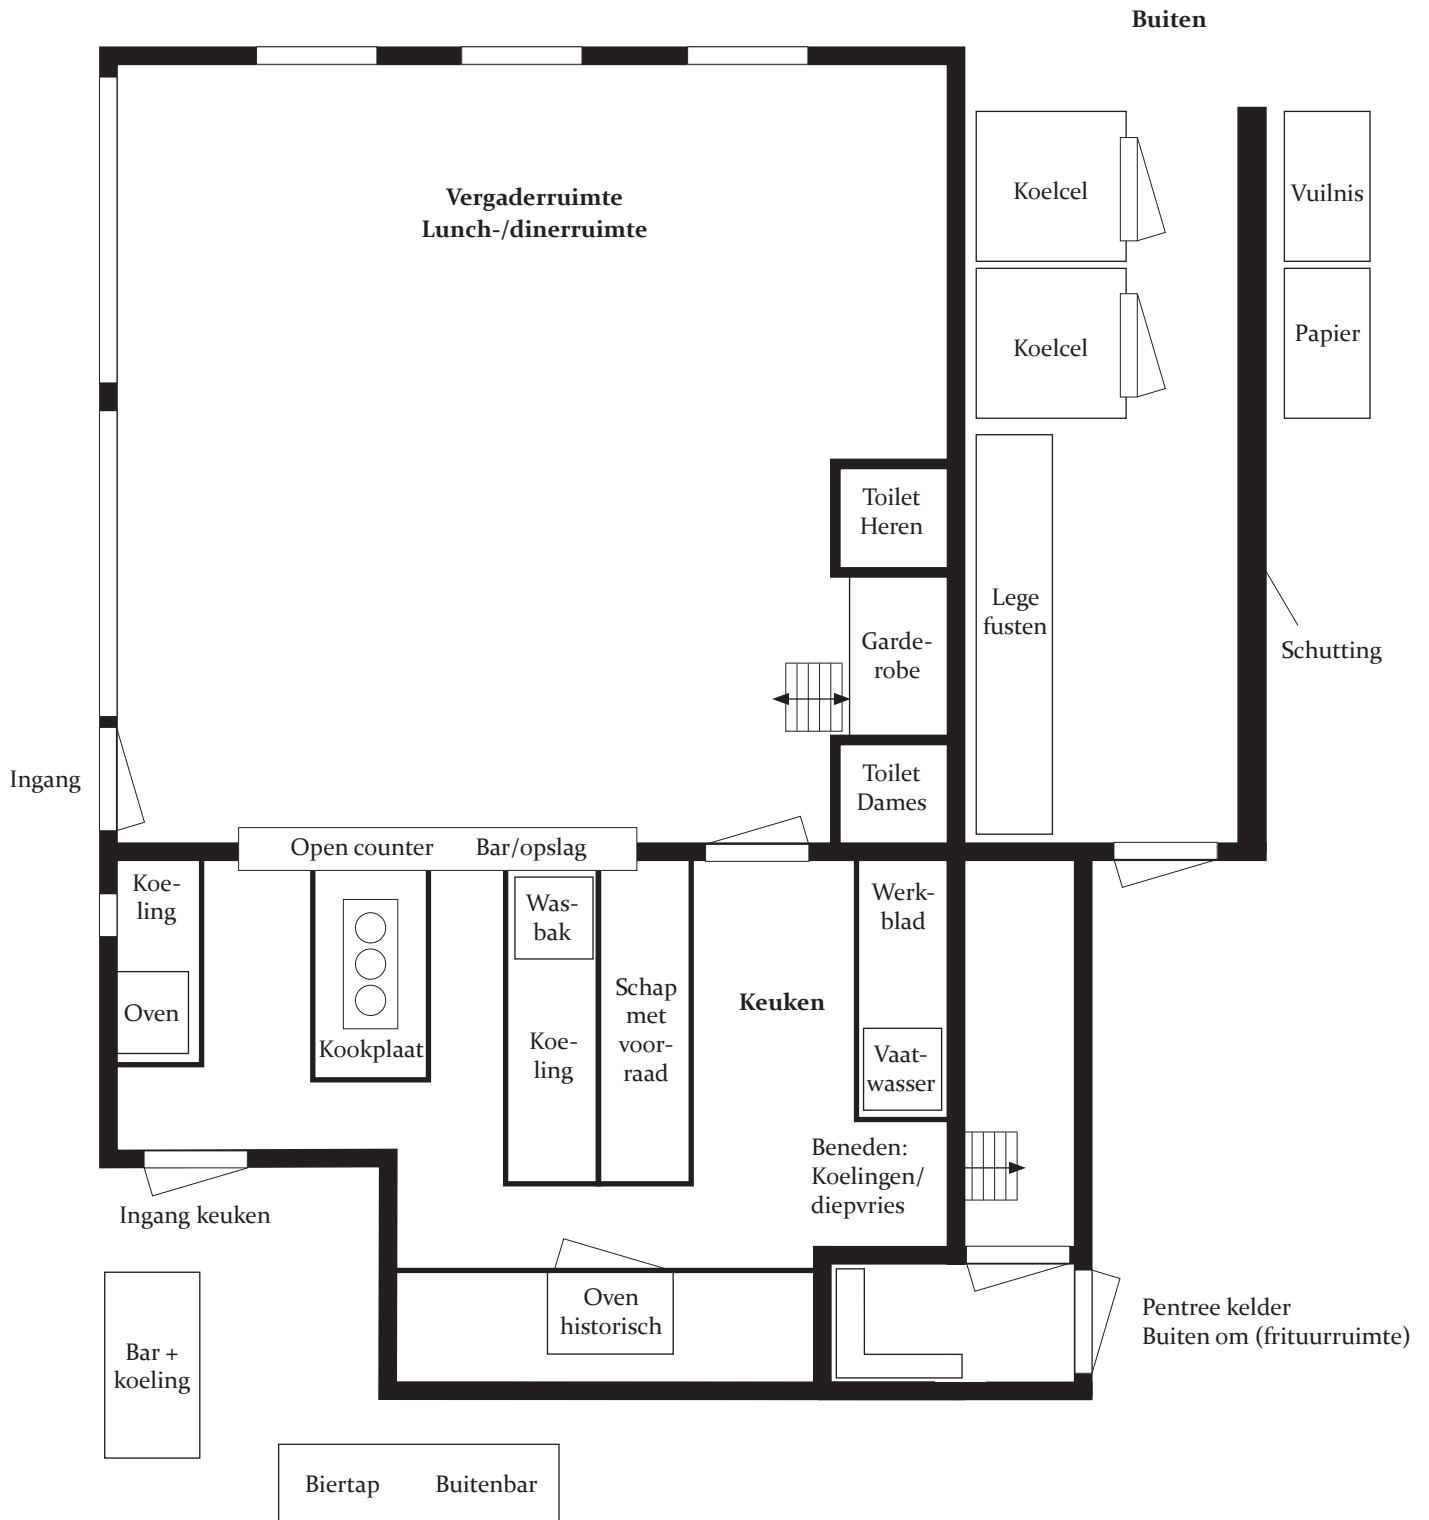 Buiten
Vergaderruimte
Lunch-/dinerruimte
Koelcel
Vuilnis
Koelcel
Papier
Toilet
Heren
Lege
fusten
Garde-
robe
Schutting
Toilet
Dames
Ingang
Open counter
Bar/opslag
Koe-
ling
Oven
Kookplaat
Was-
bak
Koe-
ling
Schap
met
voor-
raad
Keuken
Werk-
blad
Vaat-
wasser
Beneden:
Koelingen/
diepvries
Ingang keuken
Oven
historisch
Pentree kelder
Buiten om (frituurruimte)
Bar +
koeling
Biertap
Buitenbar